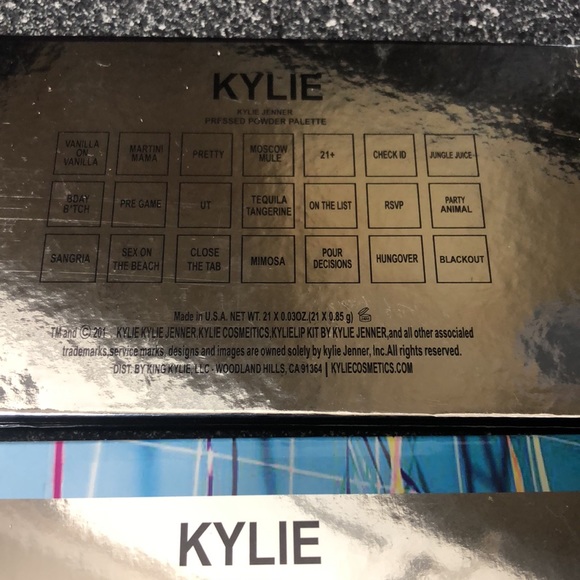 KYLIE
KYLIE JENNER
PRESSED POWDER PALETTE
VANILLA
ON
VANILLA
MARTINI
MAMA
PRETTY
MOSCOW
MULE
21+
CHECK ID
JUNGLE JUICE
BDAY
B*TCH
PRE GAME
UT
TEQUILA
TANGERINE
ON THE LIST
RSVP
PARTY
ANIMAL
SANGRIA
SEX ON
THE BEACH
CLOSE
THE TAB
MIMOSA
POUR
DECISIONS
HUNGOVER
BLACKOUT
Made in U.S.A. NET WT. 21 X 0.03OZ.(21 X 0.85 g)
TM and © 201 KYLIE KYLIE JENNER.KYLIE COSMEITICS.KYLIELIP KIT BY KYLIE JENNER,and all other associaled
trademarks,service marks, designs and images are owned solely by kylie Jenner, Inc.All rights reserved.
DIST. BY KING KYLIE, LLC - WOODLAND HILLS, CA 91364 | KYLIECOSMETICS.COM
KYLIE